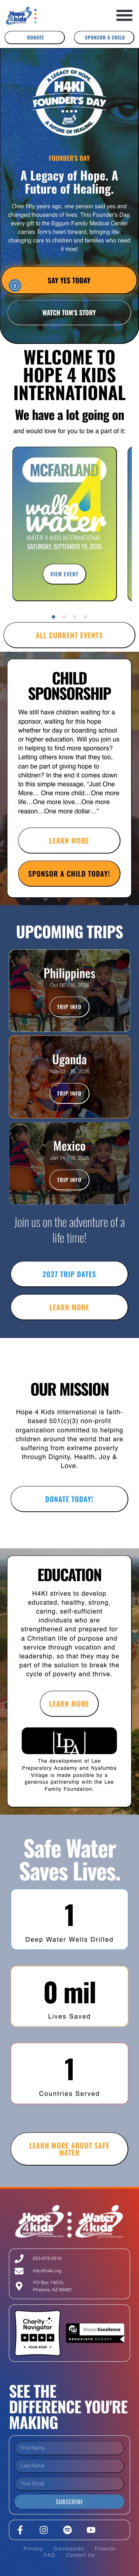 Hope
4kids
INTERNATIONAL
DONATE
SPONSOR A CHILD
A LEGACY OF HOPE.
H4KI
FOUNDER'S DAY
A FUTURE OF HEALING.
FOUNDER'S DAY
A Legacy of Hope. A
Future of Healing.
Over fifty years ago, one person said yes and
changed thousands of lives. This Founder's Day,
every gift to the Eggum Family Medical Center
carries Tom's heart forward, bringing life-
changing care to children and families who need
it most
SAY YES TODAY
WATCH TOM'S STORY
WELCOME TO
HOPE 4 KIDS
INTERNATIONAL
We have a lot going on
and would love for you to be a part of it:
MCFARLAND
walk
4
water
WATER 4 KIDS INTERNATIONAL
SATURDAY, SEPTEMBER 19, 2026
VIEW EVENT
ALL CURRENT EVENTS
CHILD
SPONSORSHIP
We still have children waiting for a
sponsor, waiting for this hope
whether for day or boarding school
or higher education. Will you join us
in helping to find more sponsors?
Letting others know that they too,
can be part of giving hope to
children? In the end it comes down
to this simple message, "Just One
More... One more child...One more
life...One more love...One more
reason...One more dollar..."
LEARN MORE
SPONSOR A CHILD TODAY!
UPCOMING TRIPS
Philippines
TRIP INFO
Uganda
TRIP INFO
Mexico
TRIP INFO
Join us on the adventure of a
life time!
2027 TRIP DATES
LEARN MORE
OUR MISSION
Hope 4 Kids International is faith-
based 501(c)(3) non-profit
organization committed to helping
children around the world that are
suffering from extreme poverty
through Dignity, Health, Joy &
Love.
DONATE TODAY!
EDUCATION
H4KI strives to develop
educated, healthy, strong,
caring, self-sufficient
individuals who are
strengthened and prepared for
a Christian life of purpose and
service through vocation and
leadership, so that they may be
part of the solution to break the
cycle of poverty and thrive.
LEARN MORE
LPA
The development of Lee
Preparatory Academy and Nyafumba
Village is made possible by a
generous partnership with the Lee
Family Foundation.
Safe Water
Saves Lives.
1
Deep Water Wells Drilled
0 mil
Lives Saved
1
Countries Served
LEARN MORE ABOUT SAFE
WATER
Hope
4kids
INTERNATIONAL
Water
4kids
INTERNATIONAL
623-979-5516
info@h4ki.org
PO Box 74010,
Phoenix, AZ 85087
Charity
Navigator
FOUR-STAR
MissionExcellence
ASSOCIATE MEMBER
SEE THE
DIFFERENCE YOU'RE
MAKING
First Name
Last Name
Your Email
SUBSCRIBE
Privacy Disclosures Finance
FAQ Contact Us